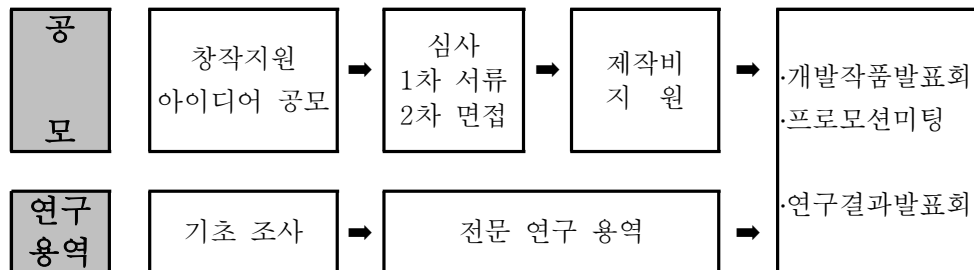 공
모
창작지원
아이디어 공모
➡
심사
1차 서류
2차 면접
➡
제작비
지 원
➡
연구
용역
기초 조사
➡
전문 연구 용역
➡
·개발작품발표회
·프로모션미팅
·연구결과발표회